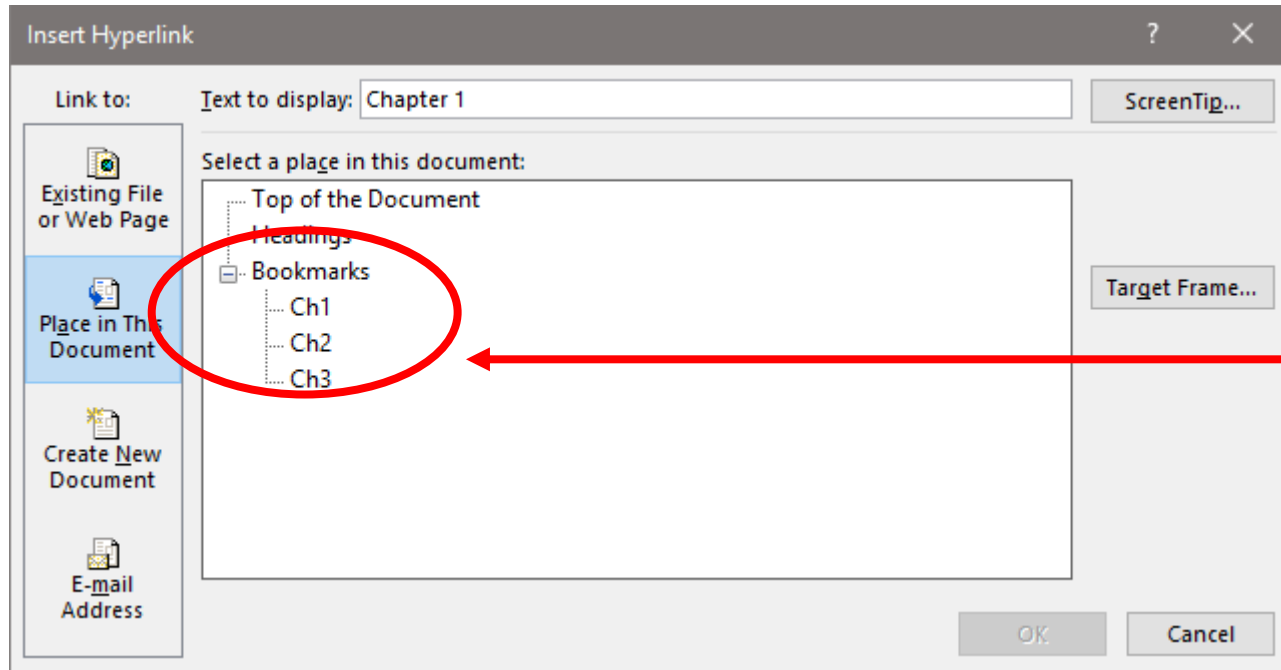 Insert Hyperlink ? ×
Link to: Text to display: Chapter 1 ScreenTip...
Select a place in this document:
Existing File
or Web Page
Place in This
Document
Create New
Document
E-mail
Address
Top of the Document
Headings
Bookmarks
Ch1
Ch2
Ch3
Target Frame...
OK Cancel